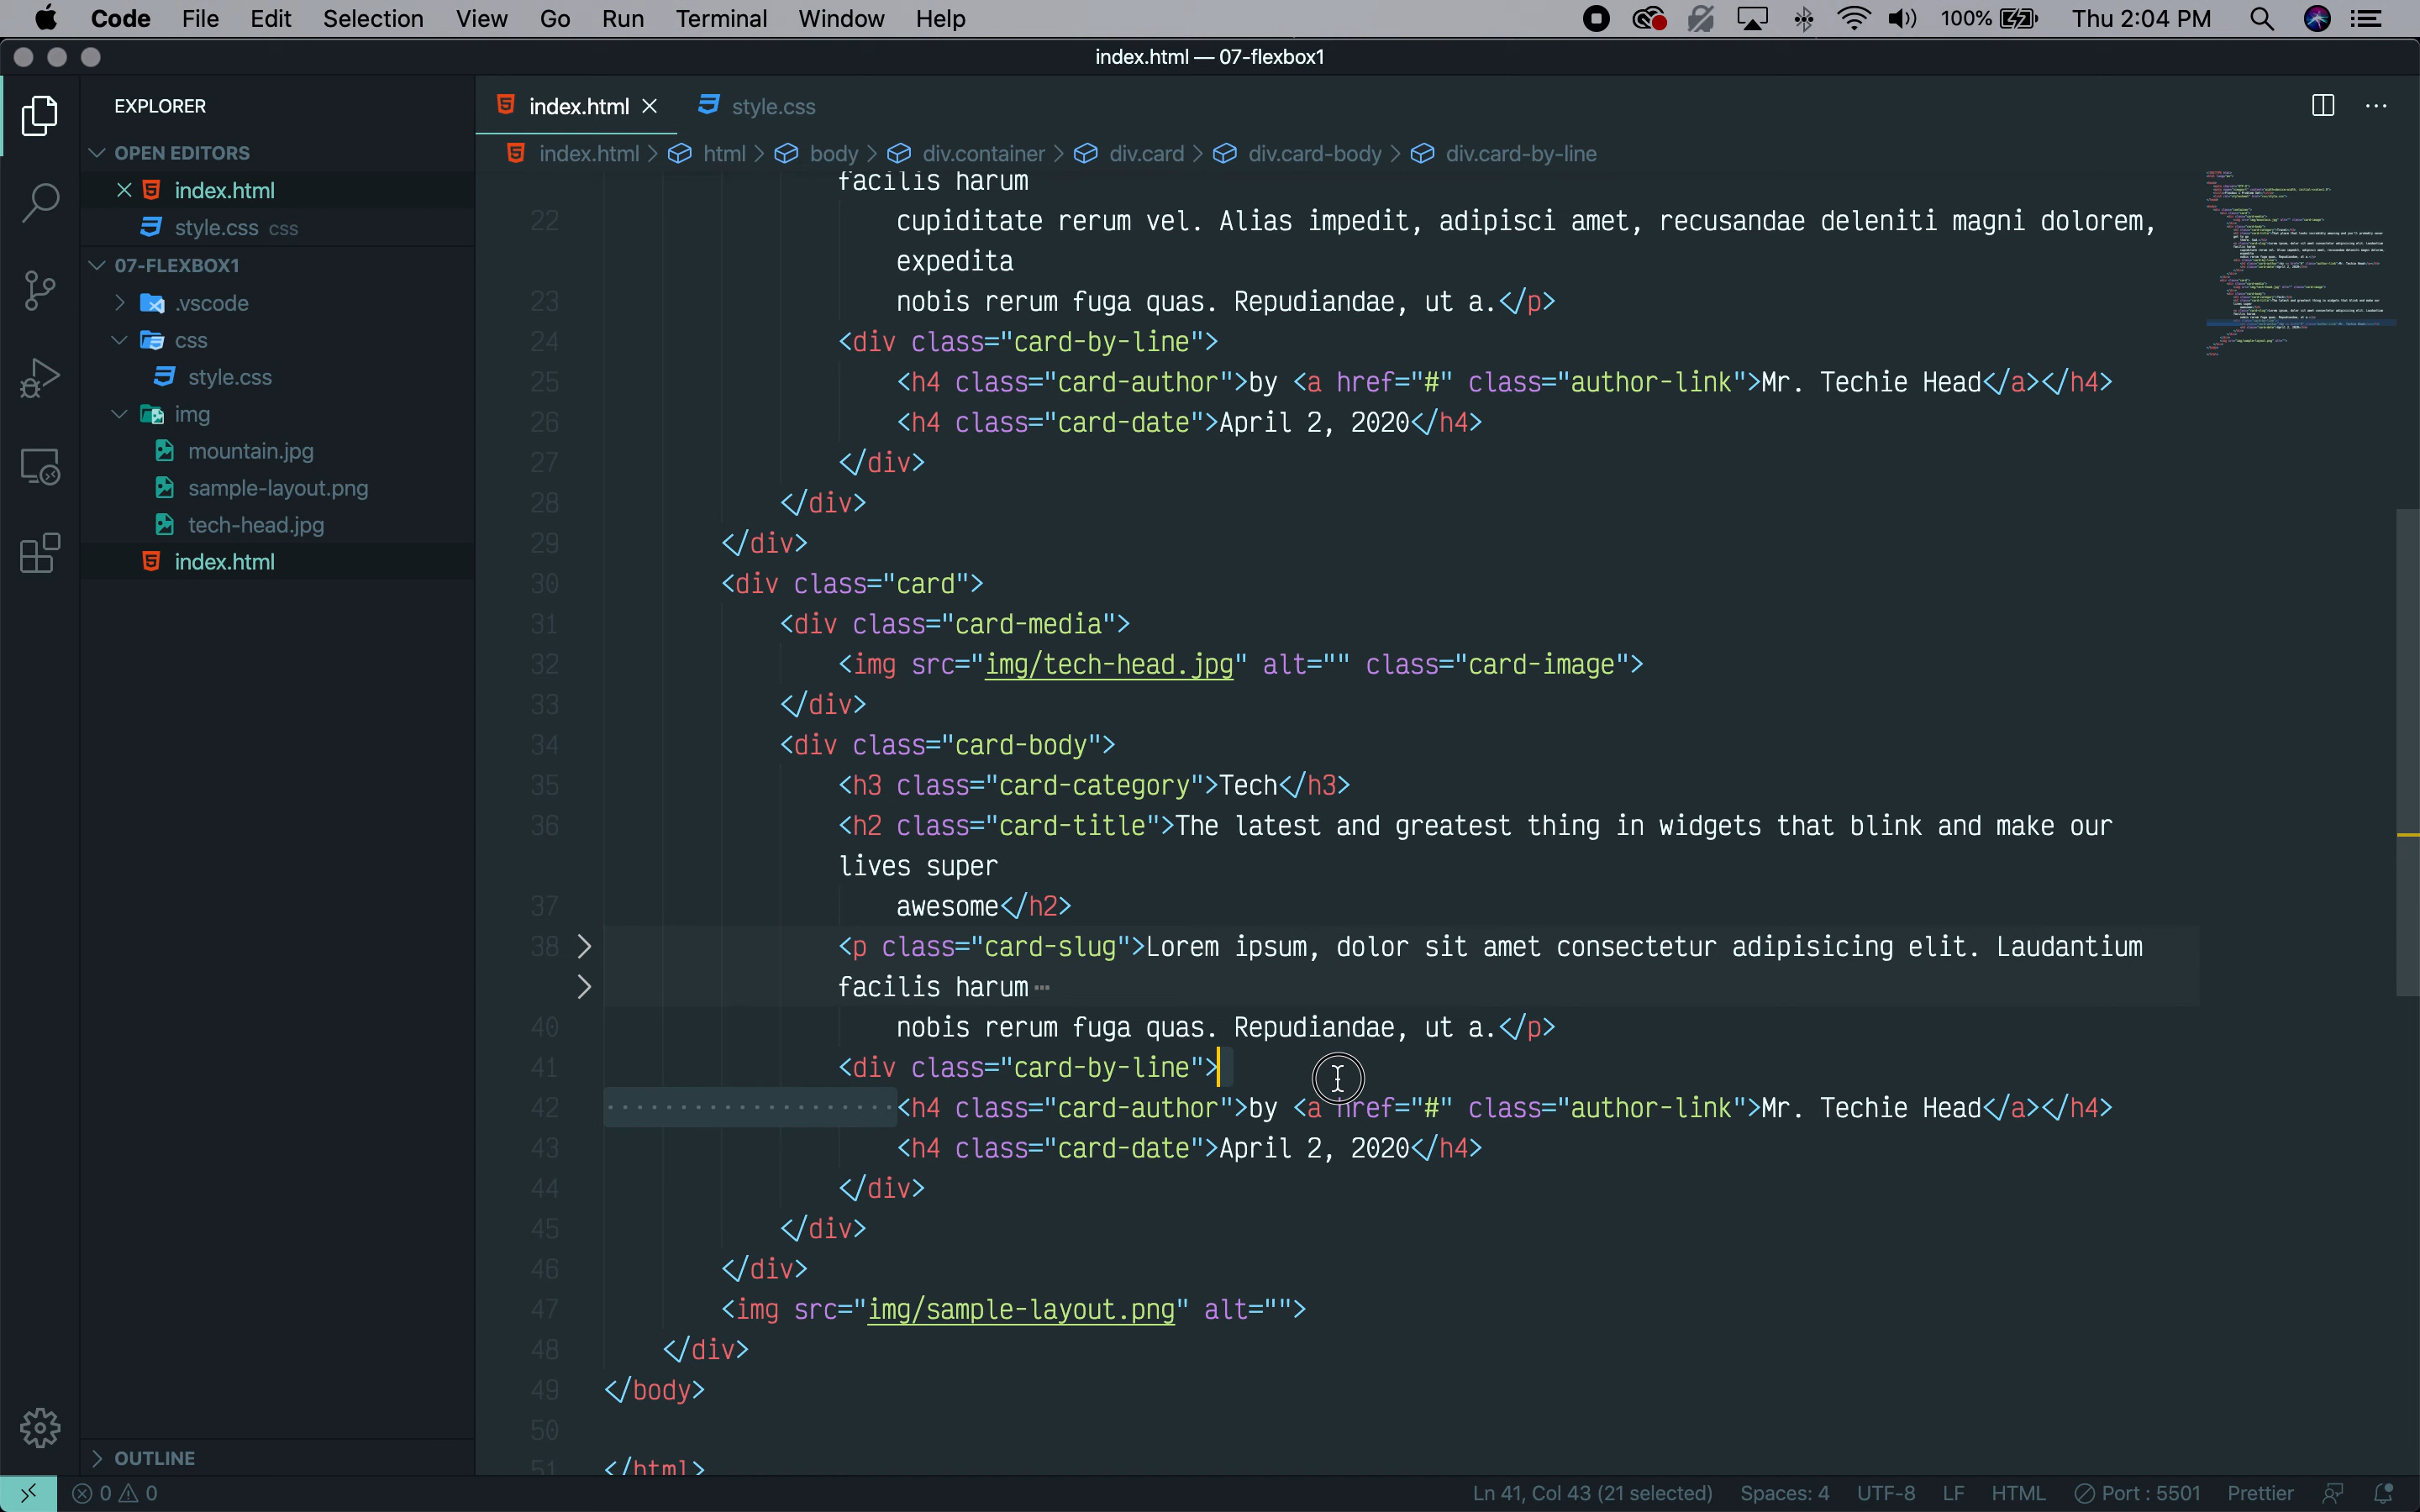 Code File Edit Selection View Go Run Terminal Window Help 100% Thu 2:04 PM
index.html — 07-flexbox1
EXPLORER
OPEN EDITORS
index.html
style.css css
07-FLEXBOX1
.vscode
css
style.css
img
mountain.jpg
sample-layout.png
tech-head.jpg
index.html
OUTLINE
index.html style.css
index.html > html > body > div.container > div.card > div.card-body > div.card-by-line
facilis harum
22 cupiditate rerum vel. Alias impedit, adipisci amet, recusandae deleniti magni dolorem,
expedita
23 nobis rerum fuga quas. Repudiandae, ut a.</p>
24 <div class="card-by-line">
25 <h4 class="card-author">by <a href="#" class="author-link">Mr. Techie Head</a></h4>
26 <h4 class="card-date">April 2, 2020</h4>
27 </div>
28 </div>
29 </div>
30 <div class="card">
31 <div class="card-media">
32 <img src="img/tech-head.jpg" alt="" class="card-image">
33 </div>
34 <div class="card-body">
35 <h3 class="card-category">Tech</h3>
36 <h2 class="card-title">The latest and greatest thing in widgets that blink and make our
lives super
37 awesome</h2>
38 <p class="card-slug">Lorem ipsum, dolor sit amet consectetur adipisicing elit. Laudantium
facilis harum⋯
40 nobis rerum fuga quas. Repudiandae, ut a.</p>
41 <div class="card-by-line">
42 <h4 class="card-author">by <a href="#" class="author-link">Mr. Techie Head</a></h4>
43 <h4 class="card-date">April 2, 2020</h4>
44 </div>
45 </div>
46 </div>
47 <img src="img/sample-layout.png" alt="">
48 </div>
49 </body>
50
51 </html>
0 0 Ln 41, Col 43 (21 selected) Spaces: 4 UTF-8 LF HTML Port : 5501 Prettier